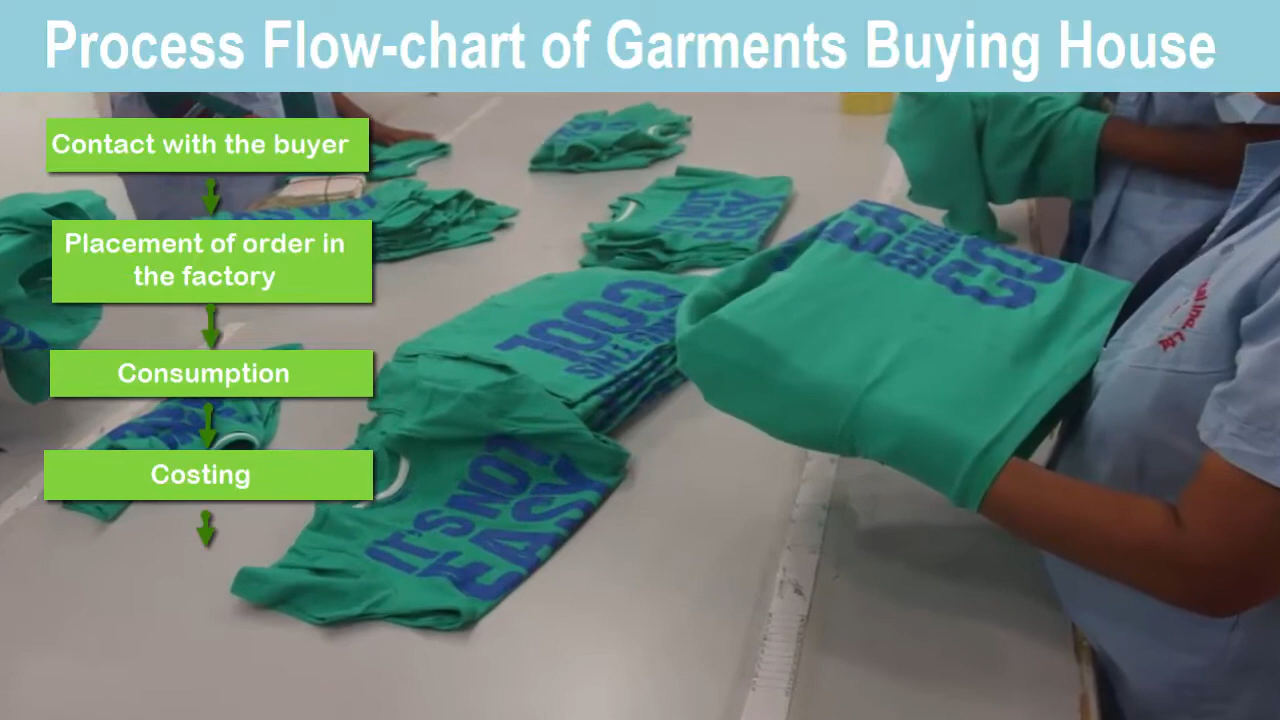 Process Flow-chart of Garments Buying House
Contact with the buyer
Placement of order in
the factory
Consumption
Costing
COOL
IT'S NOT
EASY
CO